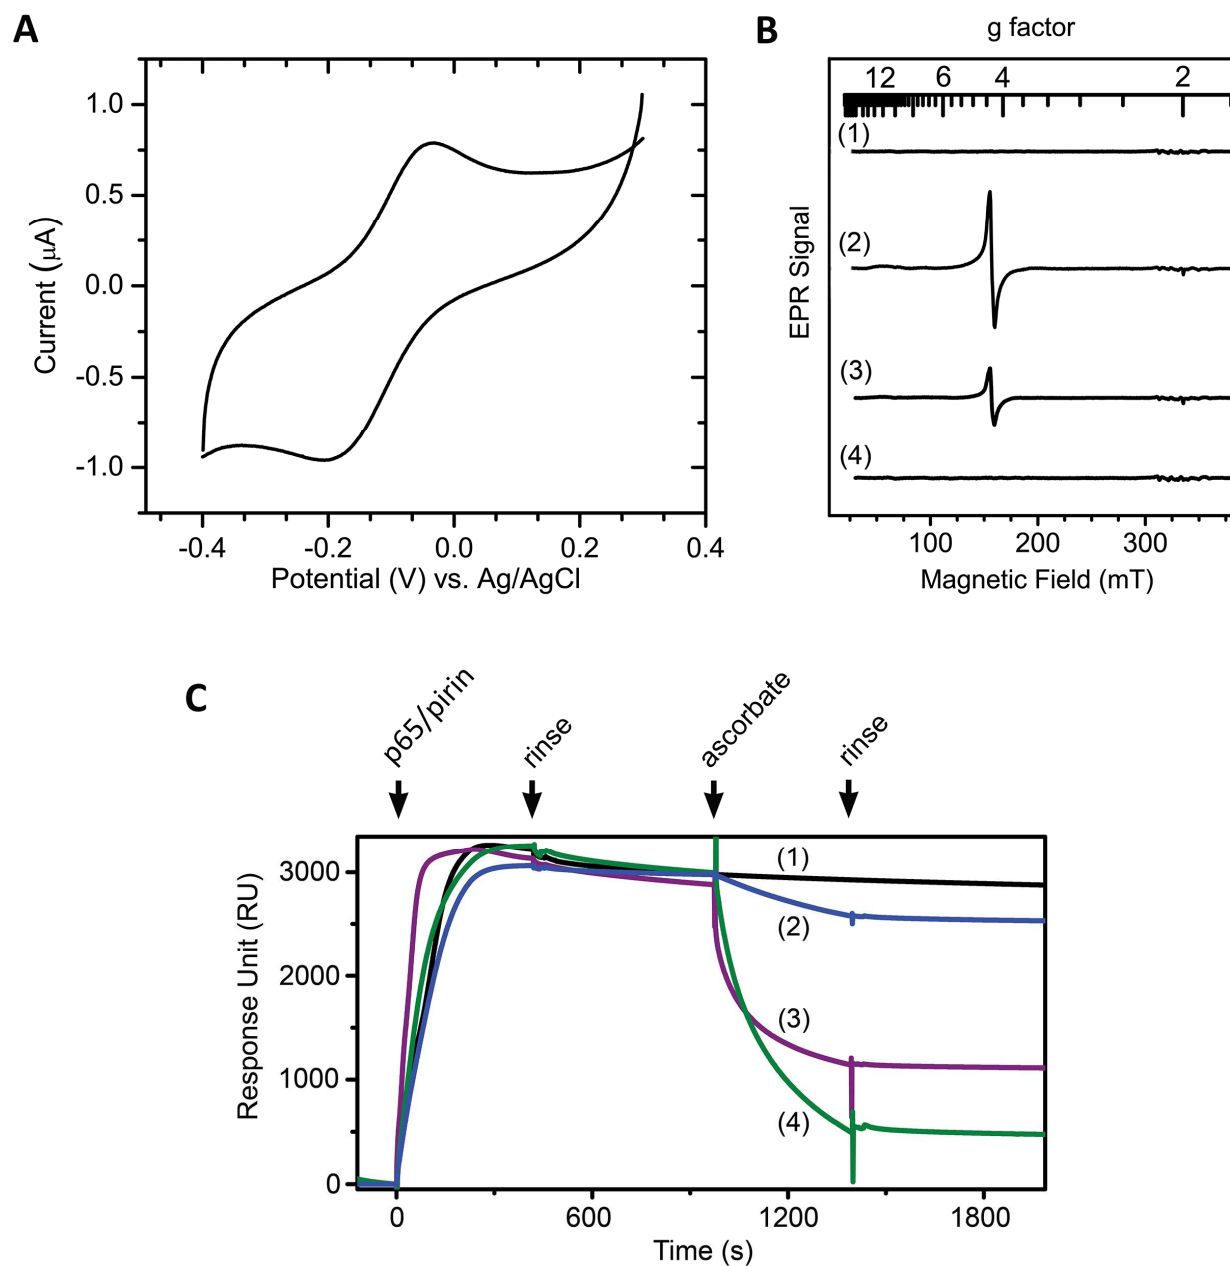 A
1.0
0.5
0.0
-0.5
-1.0
Current (μA)
-0.4
-0.2
0.0
0.2
0.4
Potential (V) vs. Ag/AgCl
B
g factor
12
6
4
2
(1)
(2)
(3)
(4)
EPR Signal
100
200
300
Magnetic Field (mT)
C
p65/pirin
rinse
ascorbate
rinse
3000
2000
1000
0
Response Unit (RU)
(1)
(2)
(3)
(4)
0
600
1200
1800
Time (s)